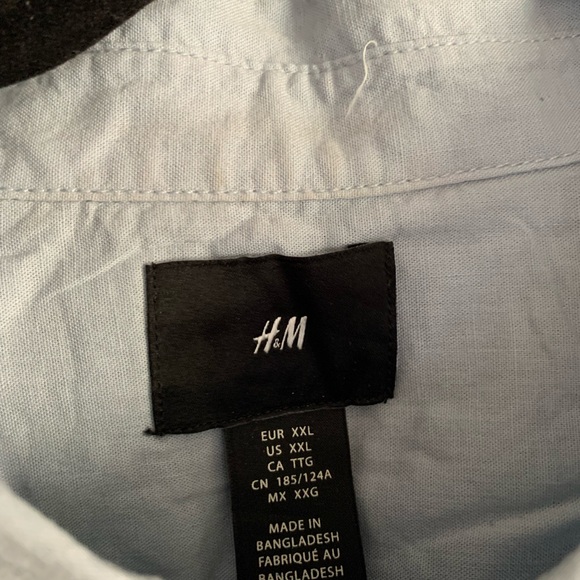 H&M
EUR XXL
US XXL
CA TTG
CN 185/124A
MX XXG
MADE IN
BANGLADESH
FABRIQUÉ AU
BANGLADESH